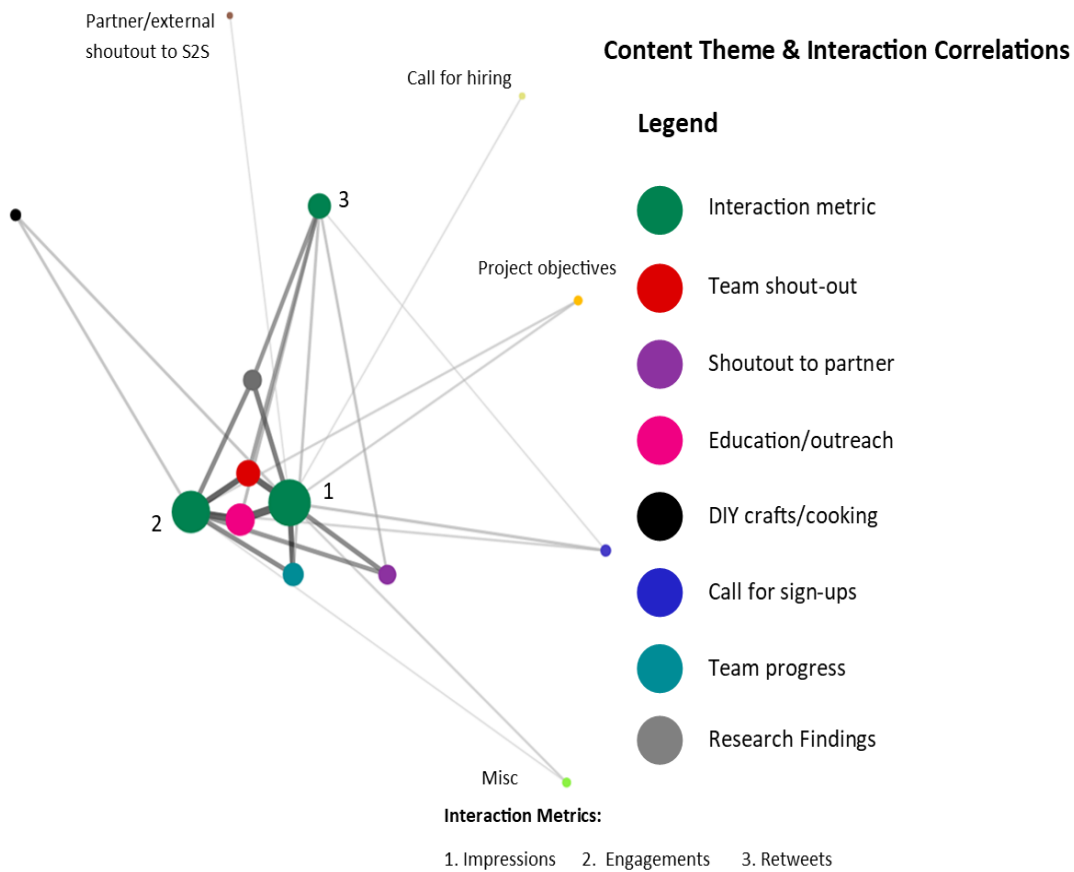 Partner/external
shoutout to S2S
Call for hiring
Content Theme & Interaction Correlations
Legend
3
Interaction metric
Project objectives
Team shout-out
Shoutout to partner
Education/outreach
1
2
DIY crafts/cooking
Call for sign-ups
Team progress
Research Findings
Misc
Interaction Metrics:
1. Impressions 2. Engagements 3. Retweets